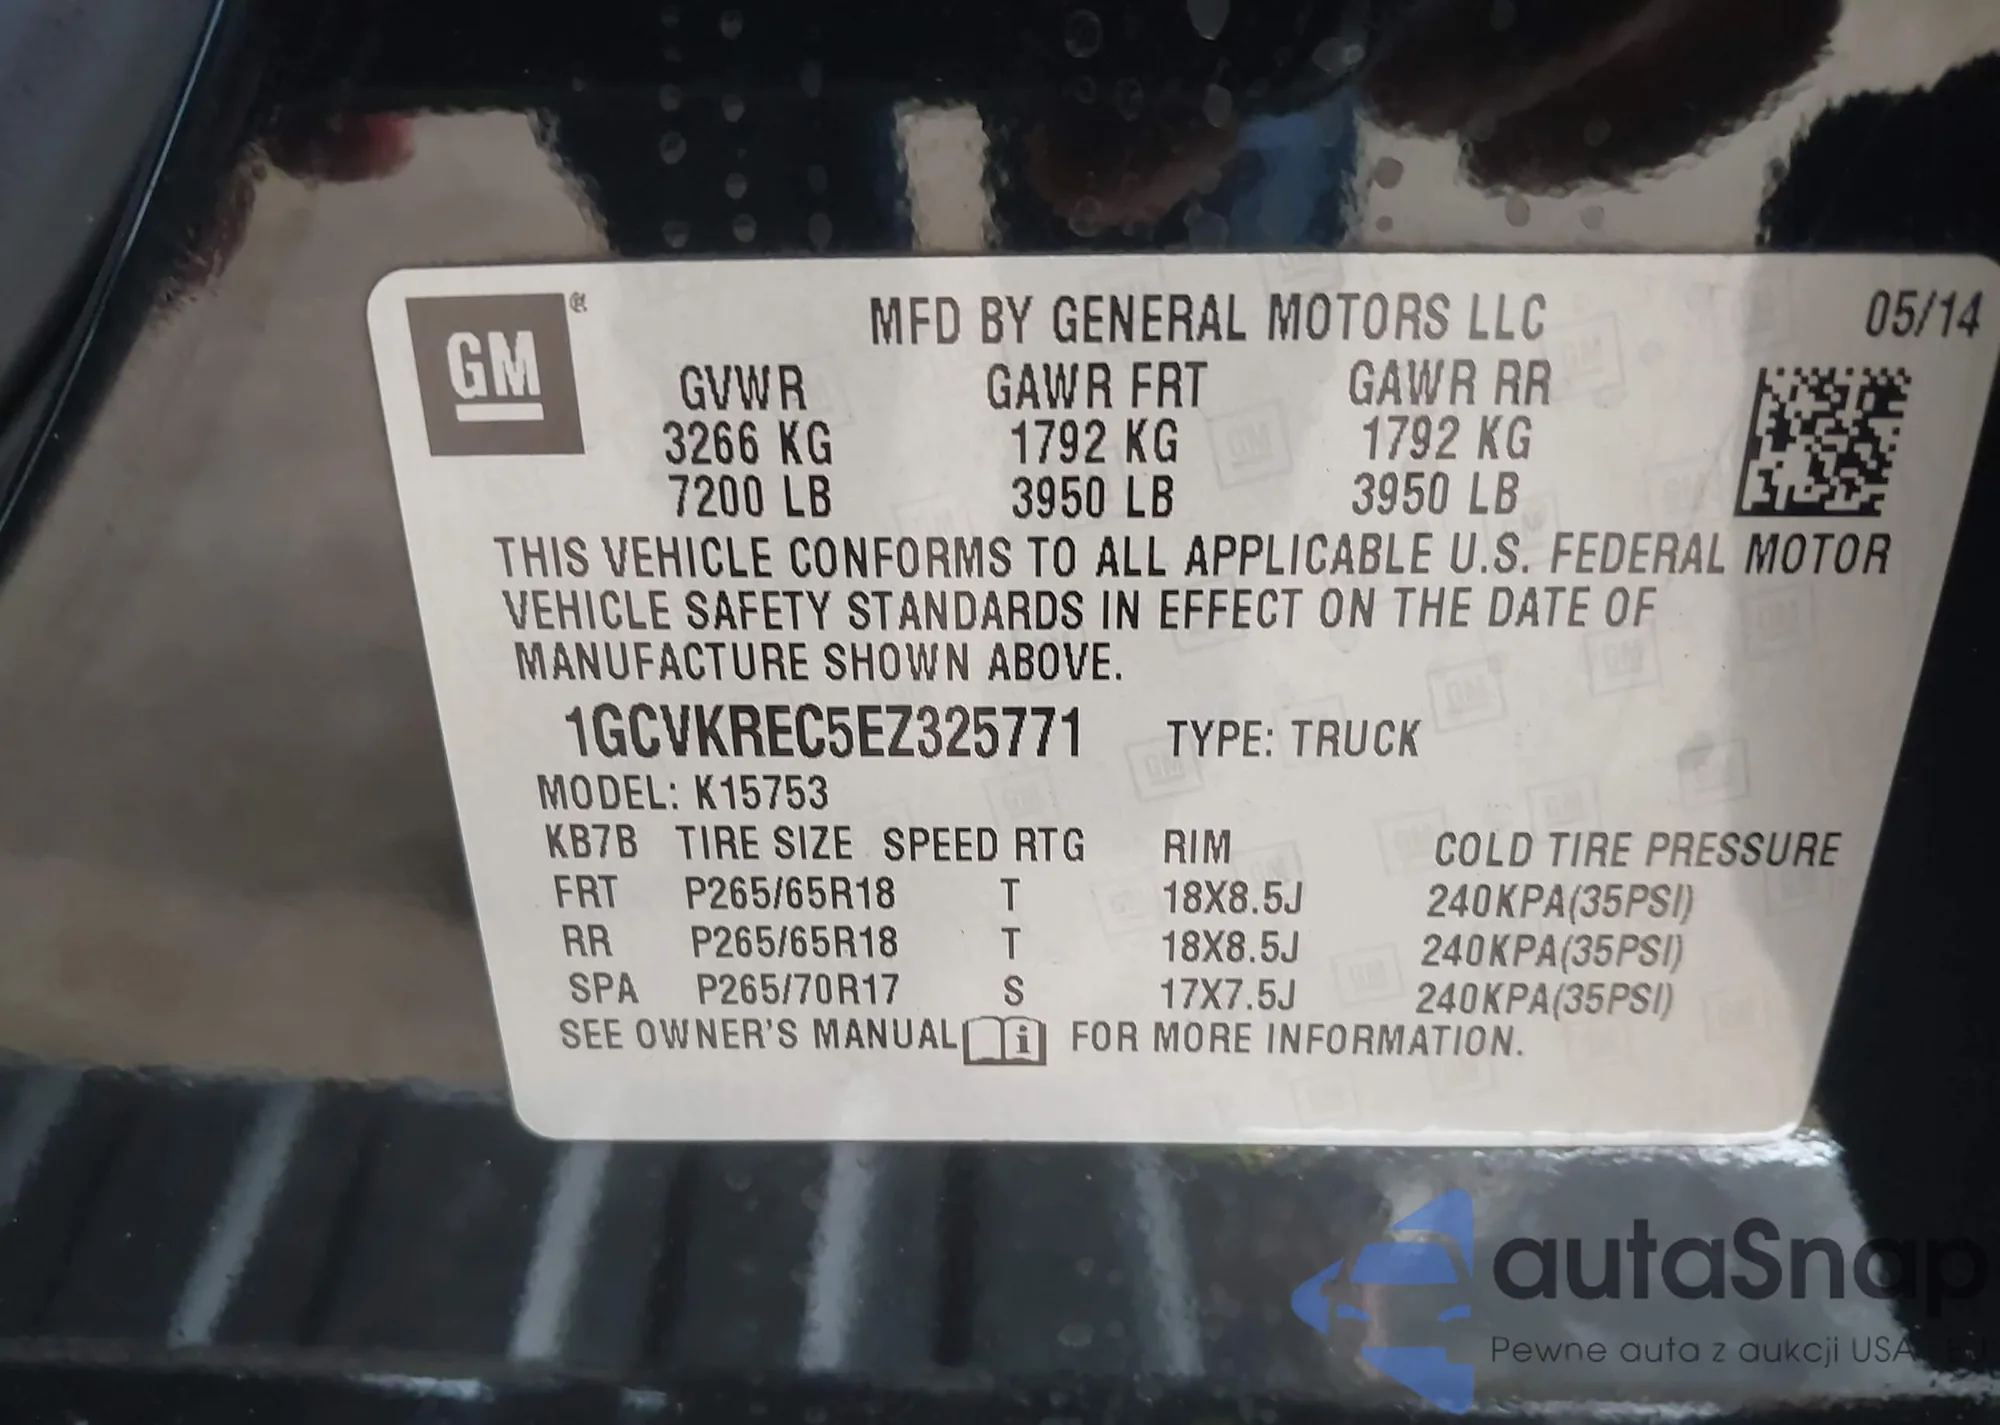 GM®
MFD BY GENERAL MOTORS LLC 05/14
GVWR GAWR FRT GAWR RR
3266 KG 1792 KG 1792 KG
7200 LB 3950 LB 3950 LB
THIS VEHICLE CONFORMS TO ALL APPLICABLE U.S. FEDERAL MOTOR
VEHICLE SAFETY STANDARDS IN EFFECT ON THE DATE OF
MANUFACTURE SHOWN ABOVE.
1GCVKREC5EZ325771 TYPE: TRUCK
MODEL: K15753
KB7B TIRE SIZE SPEED RTG RIM COLD TIRE PRESSURE
FRT P265/65R18 T 18X8.5J 240KPA(35PSI)
RR P265/65R18 T 18X8.5J 240KPA(35PSI)
SPA P265/70R17 S 17X7.5J 240KPA(35PSI)
SEE OWNER'S MANUAL i FOR MORE INFORMATION.
autaSnap
Pewne auta z aukcji USA